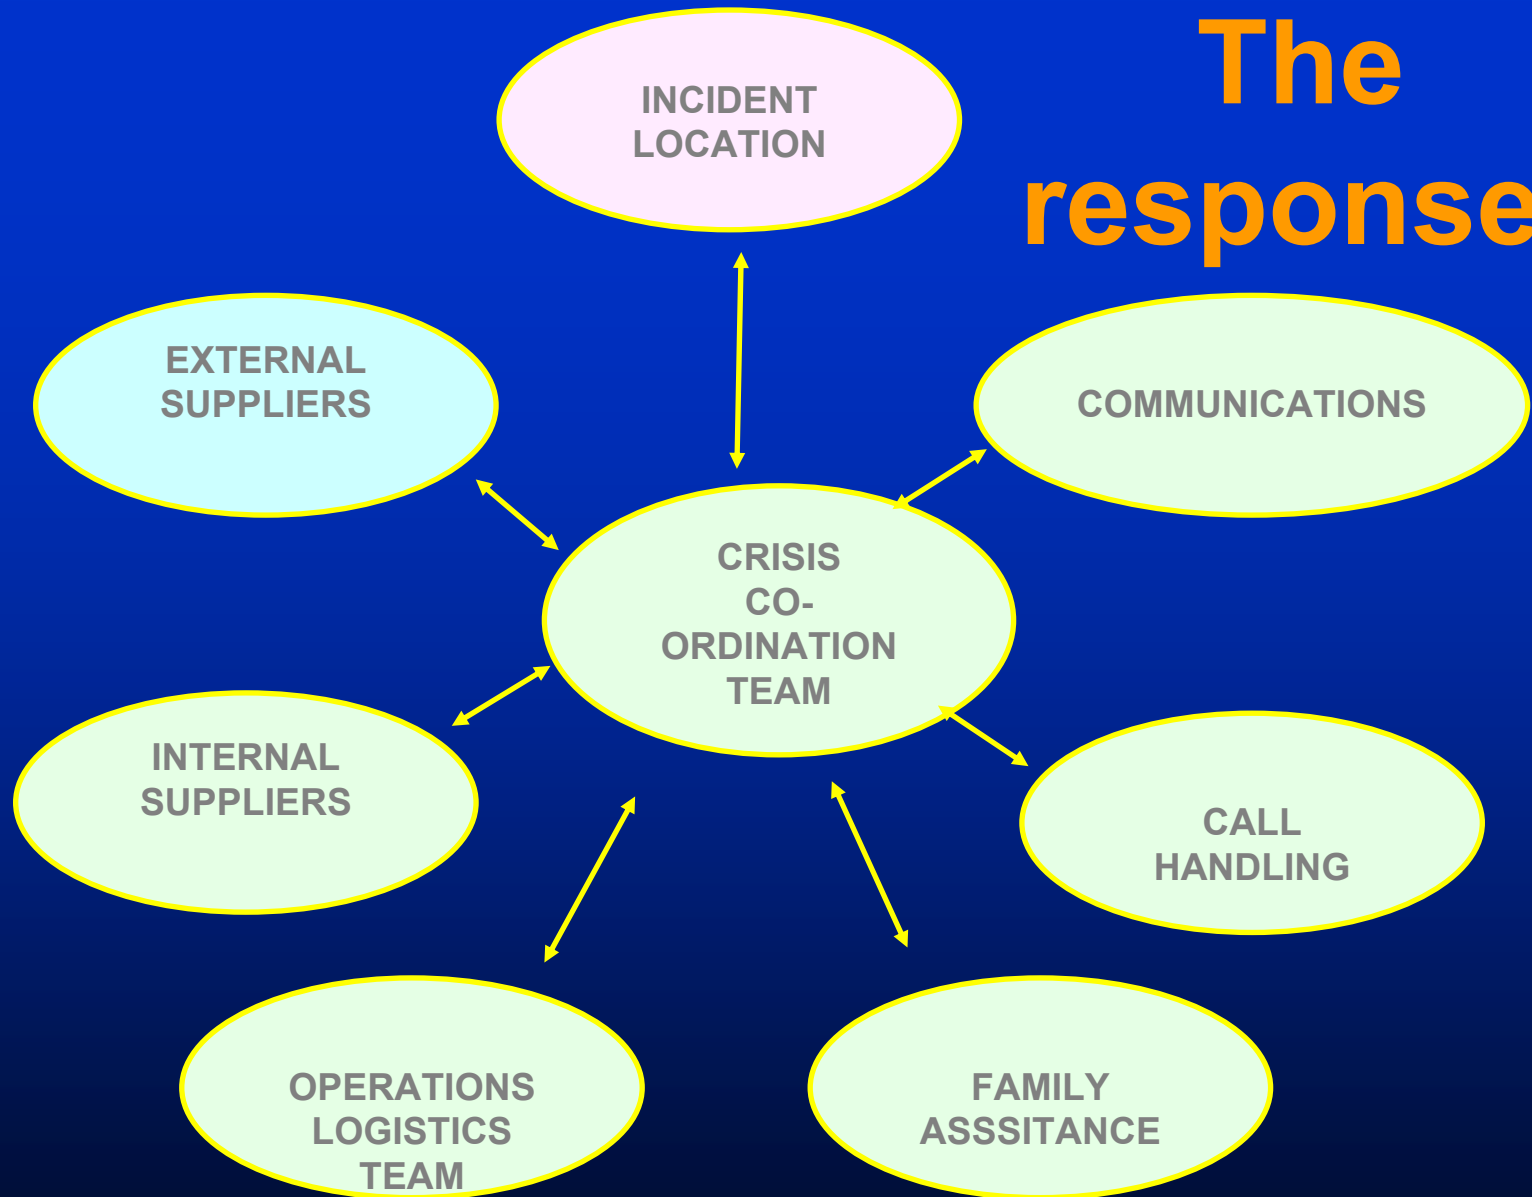 The
response
INCIDENT
LOCATION
EXTERNAL
SUPPLIERS
COMMUNICATIONS
CRISIS
CO-
ORDINATION
TEAM
INTERNAL
SUPPLIERS
CALL
HANDLING
OPERATIONS
LOGISTICS
TEAM
FAMILY
ASSSITANCE